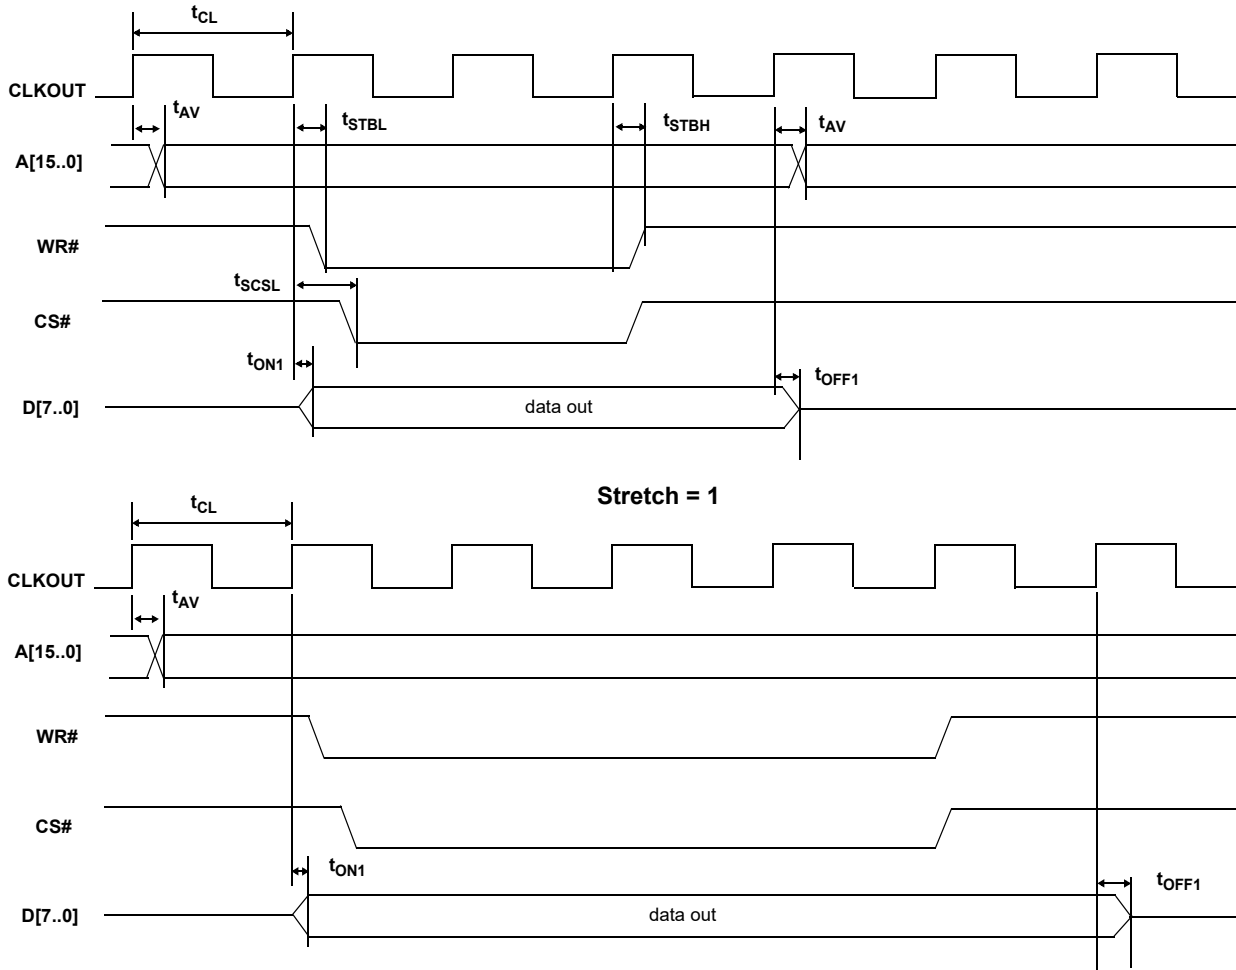 tCL
CLKOUT
tAV
tSTBL
tSTBH
tAV
A[15..0]
WR#
tSCSL
CS#
tON1
tOFF1
D[7..0]
data out
Stretch = 1
tCL
CLKOUT
tAV
A[15..0]
WR#
CS#
tON1
tOFF1
D[7..0]
data out